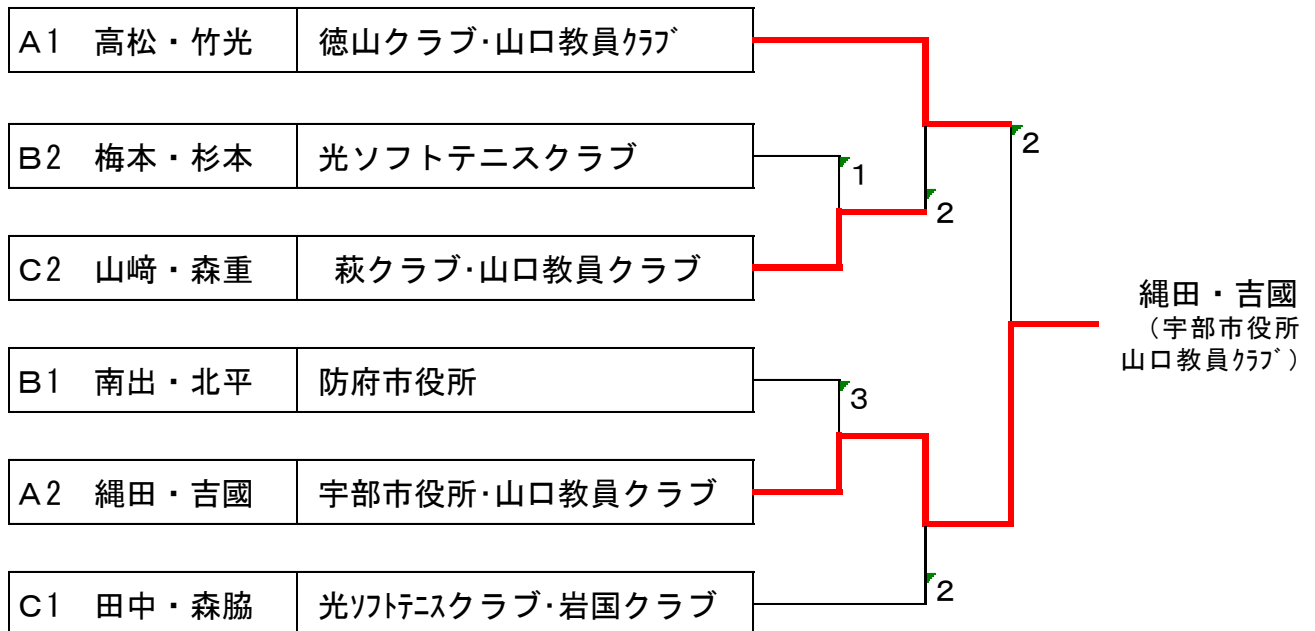 A1 高松・竹光 徳山クラブ･山口教員ｸﾗﾌﾞ
2
B2 梅本・杉本 光ソフトテニスクラブ
1
2
C2 山﨑・森重 萩クラブ･山口教員クラブ
縄田・吉國
（宇部市役所
山口教員ｸﾗﾌﾞ）
B1 南出・北平 防府市役所
3
A2 縄田・吉國 宇部市役所･山口教員クラブ
C1 田中・森脇 光ｿﾌﾄﾃﾆｽクラブ･岩国クラブ
2